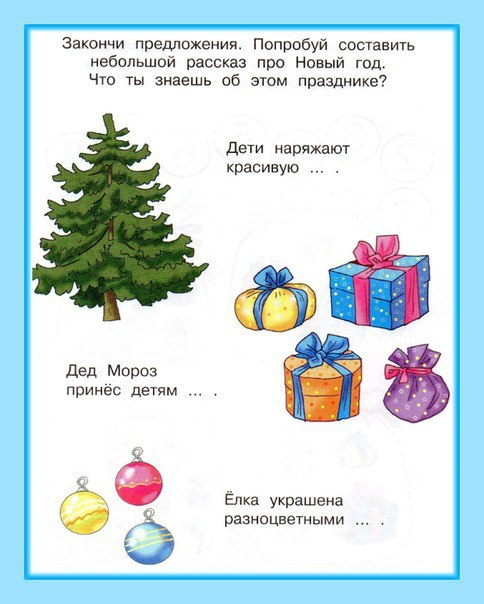 Закончи предложения. Попробуй составить
небольшой рассказ про Новый год.
Что ты знаешь об этом празднике?
Дети наряжают
красивую ... .
Дед Мороз
принёс детям ... .
Ёлка украшена
разноцветными ... .